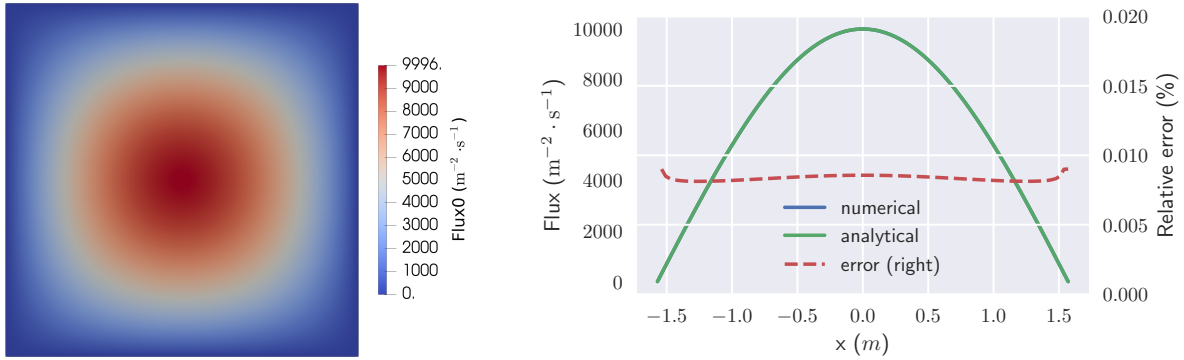 9996.
9000
8000
7000
6000
5000
4000
3000
2000
1000
0.
Flux0 (m⁻² ·s⁻¹)
10000
8000
6000
4000
2000
0
Flux (m⁻² · s⁻¹)
numerical
analytical
error (right)
0.020
0.015
0.010
0.005
0.000
Relative error (%)
−1.5 −1.0 −0.5 0.0 0.5 1.0 1.5
x (m)